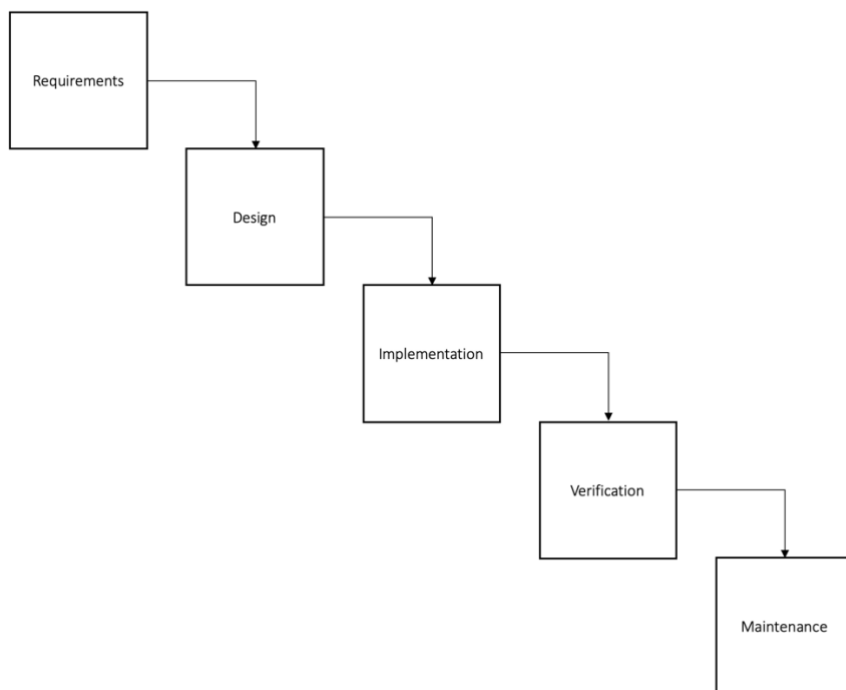 Requirements
Design
Implementation
Verification
Maintenance